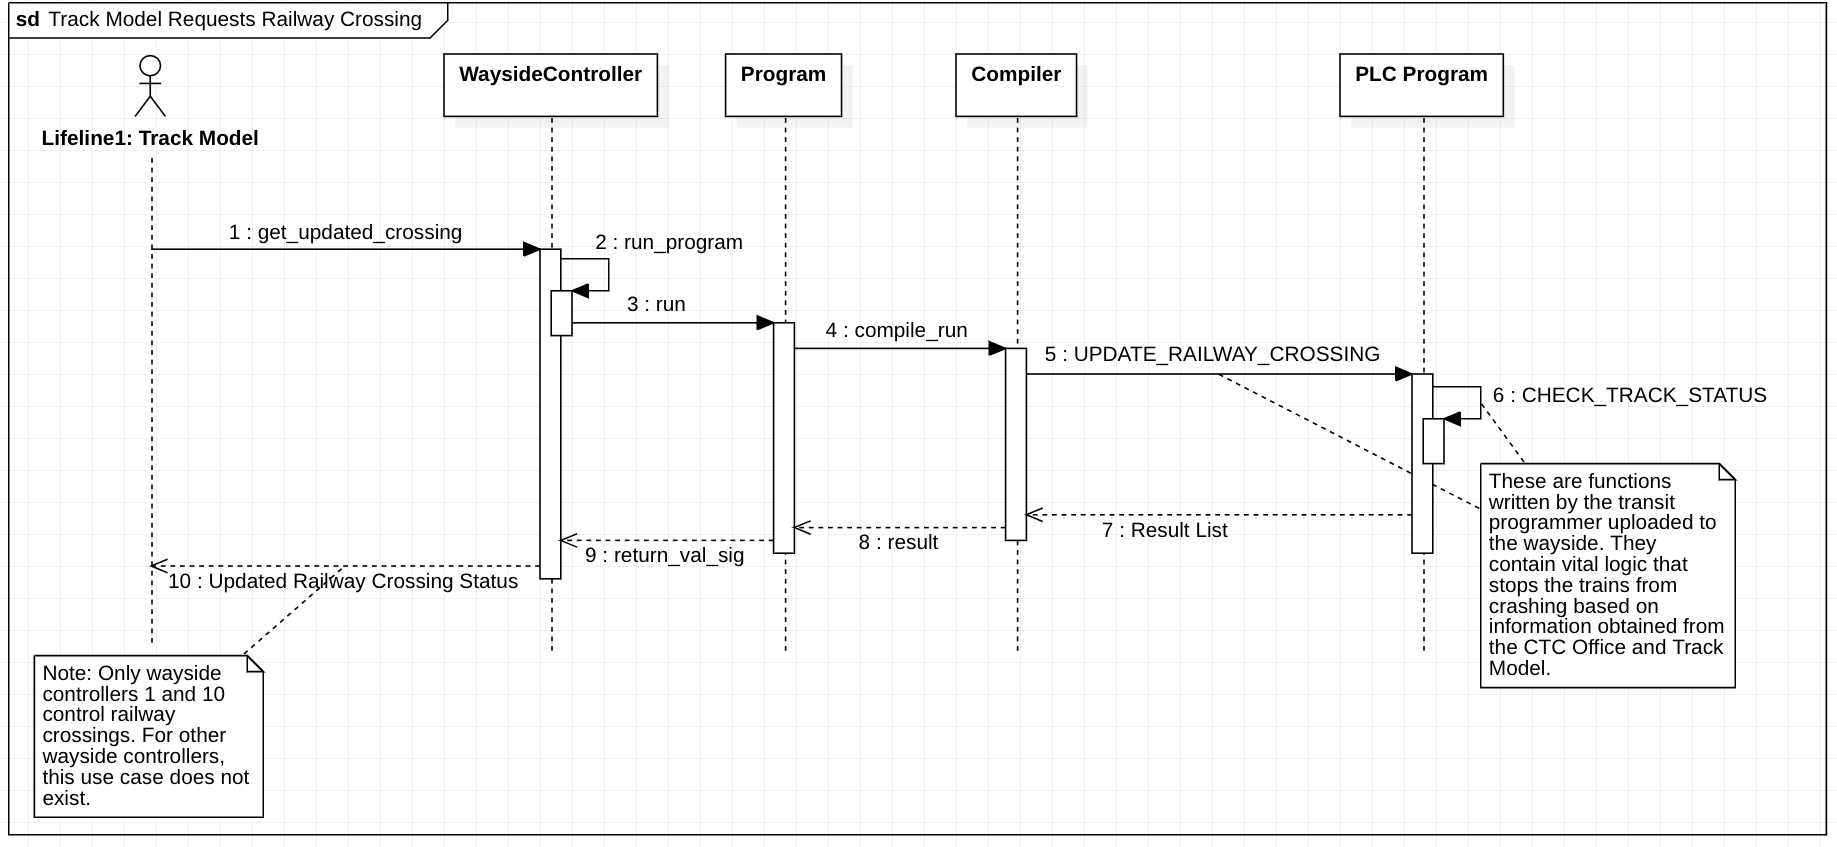 sd Track Model Requests Railway Crossing
WaysideController
Program
Compiler
PLC Program
Lifeline1: Track Model
1 : get_updated_crossing
2 : run_program
3 : run
4 : compile_run
5 : UPDATE_RAILWAY_CROSSING
6 : CHECK_TRACK_STATUS
These are functions
written by the transit
programmer uploaded to
the wayside. They
contain vital logic that
stops the trains from
crashing based on
information obtained from
the CTC Office and Track
Model.
7 : Result List
8 : result
9 : return_val_sig
10 : Updated Railway Crossing Status
Note: Only wayside
controllers 1 and 10
control railway
crossings. For other
wayside controllers,
this use case does not
exist.